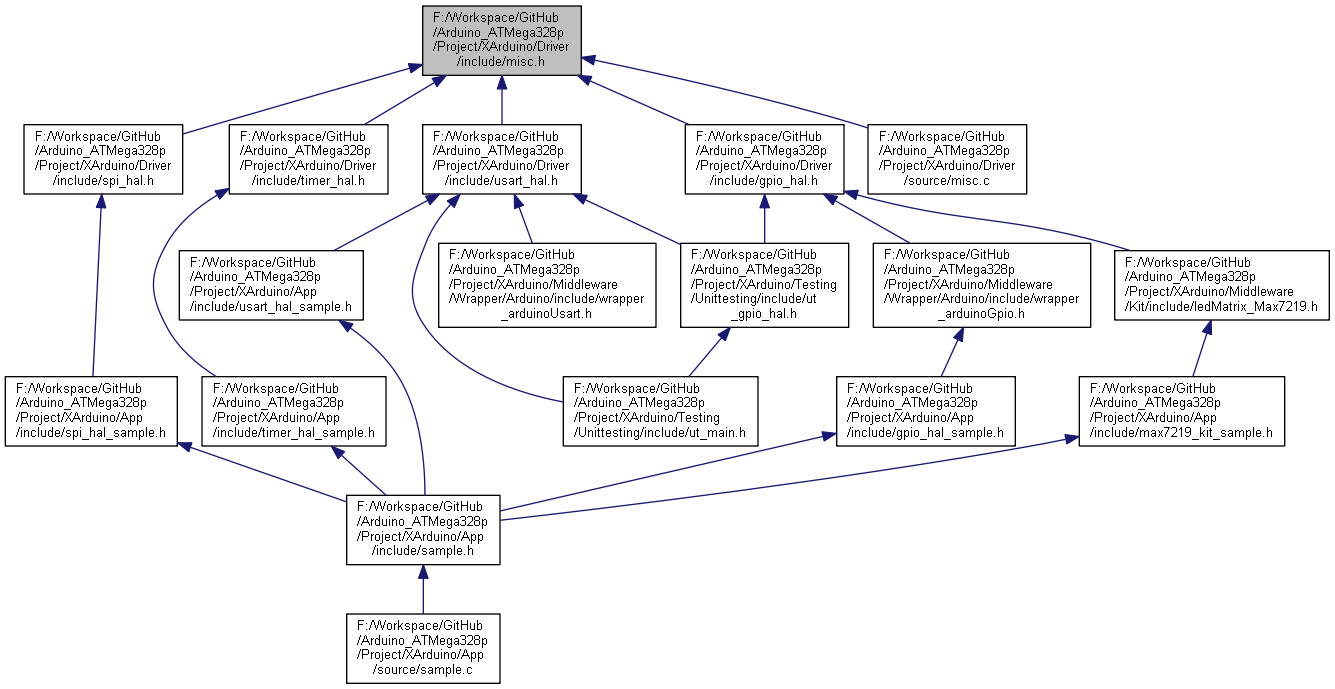 F:/Workspace/GitHub
/Arduino_ATMega328p
/Project/XArduino/Driver
/include/misc.h
F:/Workspace/GitHub
/Arduino_ATMega328p
/Project/XArduino/Driver
/include/spi_hal.h
F:/Workspace/GitHub
/Arduino_ATMega328p
/Project/XArduino/Driver
/include/timer_hal.h
F:/Workspace/GitHub
/Arduino_ATMega328p
/Project/XArduino/Driver
/include/usart_hal.h
F:/Workspace/GitHub
/Arduino_ATMega328p
/Project/XArduino/Driver
/include/gpio_hal.h
F:/Workspace/GitHub
/Arduino_ATMega328p
/Project/XArduino/Driver
/source/misc.c
F:/Workspace/GitHub
/Arduino_ATMega328p
/Project/XArduino/App
/include/usart_hal_sample.h
F:/Workspace/GitHub
/Arduino_ATMega328p
/Project/XArduino/Middleware
/Wrapper/Arduino/include/wrapper
_arduinoUsart.h
F:/Workspace/GitHub
/Arduino_ATMega328p
/Project/XArduino/Testing
/Unittesting/include/ut
_gpio_hal.h
F:/Workspace/GitHub
/Arduino_ATMega328p
/Project/XArduino/Middleware
/Wrapper/Arduino/include/wrapper
_arduinoGpio.h
F:/Workspace/GitHub
/Arduino_ATMega328p
/Project/XArduino/Middleware
/Kit/include/ledMatrix_Max7219.h
F:/Workspace/GitHub
/Arduino_ATMega328p
/Project/XArduino/App
/include/spi_hal_sample.h
F:/Workspace/GitHub
/Arduino_ATMega328p
/Project/XArduino/App
/include/timer_hal_sample.h
F:/Workspace/GitHub
/Arduino_ATMega328p
/Project/XArduino/Testing
/Unittesting/include/ut_main.h
F:/Workspace/GitHub
/Arduino_ATMega328p
/Project/XArduino/App
/include/gpio_hal_sample.h
F:/Workspace/GitHub
/Arduino_ATMega328p
/Project/XArduino/App
/include/max7219_kit_sample.h
F:/Workspace/GitHub
/Arduino_ATMega328p
/Project/XArduino/App
/include/sample.h
F:/Workspace/GitHub
/Arduino_ATMega328p
/Project/XArduino/App
/source/sample.c